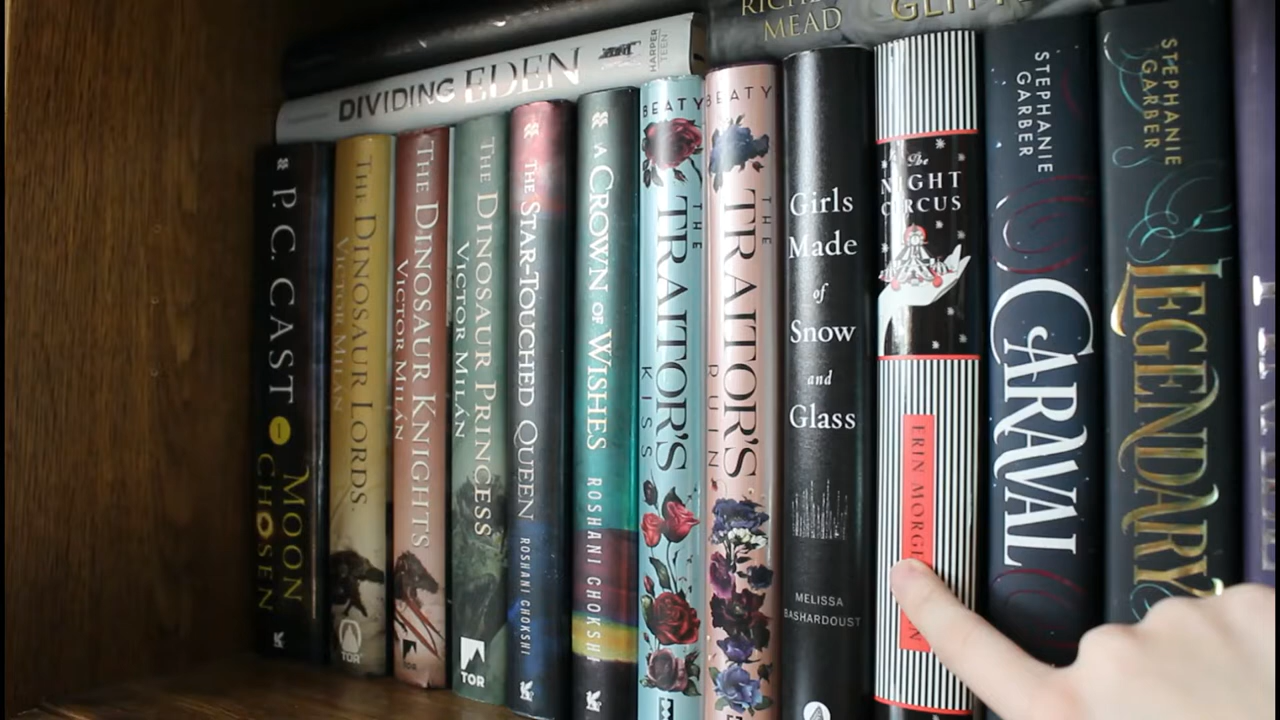 MEAD
DIVIDING EDEN
HARPER
TEEN
P. C. CAST
MOON
CHOSEN
THE DINOSAUR LORDS
VICTOR MILÁN
TOR
THE DINOSAUR KNIGHTS
VICTOR MILÁN
TOR
THE DINOSAUR PRINCESS
VICTOR MILÁN
TOR
THE STAR-TOUCHED QUEEN
ROSHANI CHOKSHI
A CROWN OF WISHES
ROSHANI CHOKSHI
BEATY
THE
TRAITOR'S
KISS
BEATY
THE
TRAITOR'S
RUIN
Girls
Made
of
Snow
and
Glass
MELISSA
BASHARDOUST
The
NIGHT
CIRCUS
ERIN
STEPHANIE
GARBER
CARAVAL
STEPHANIE
GARBER
LEGENDARY